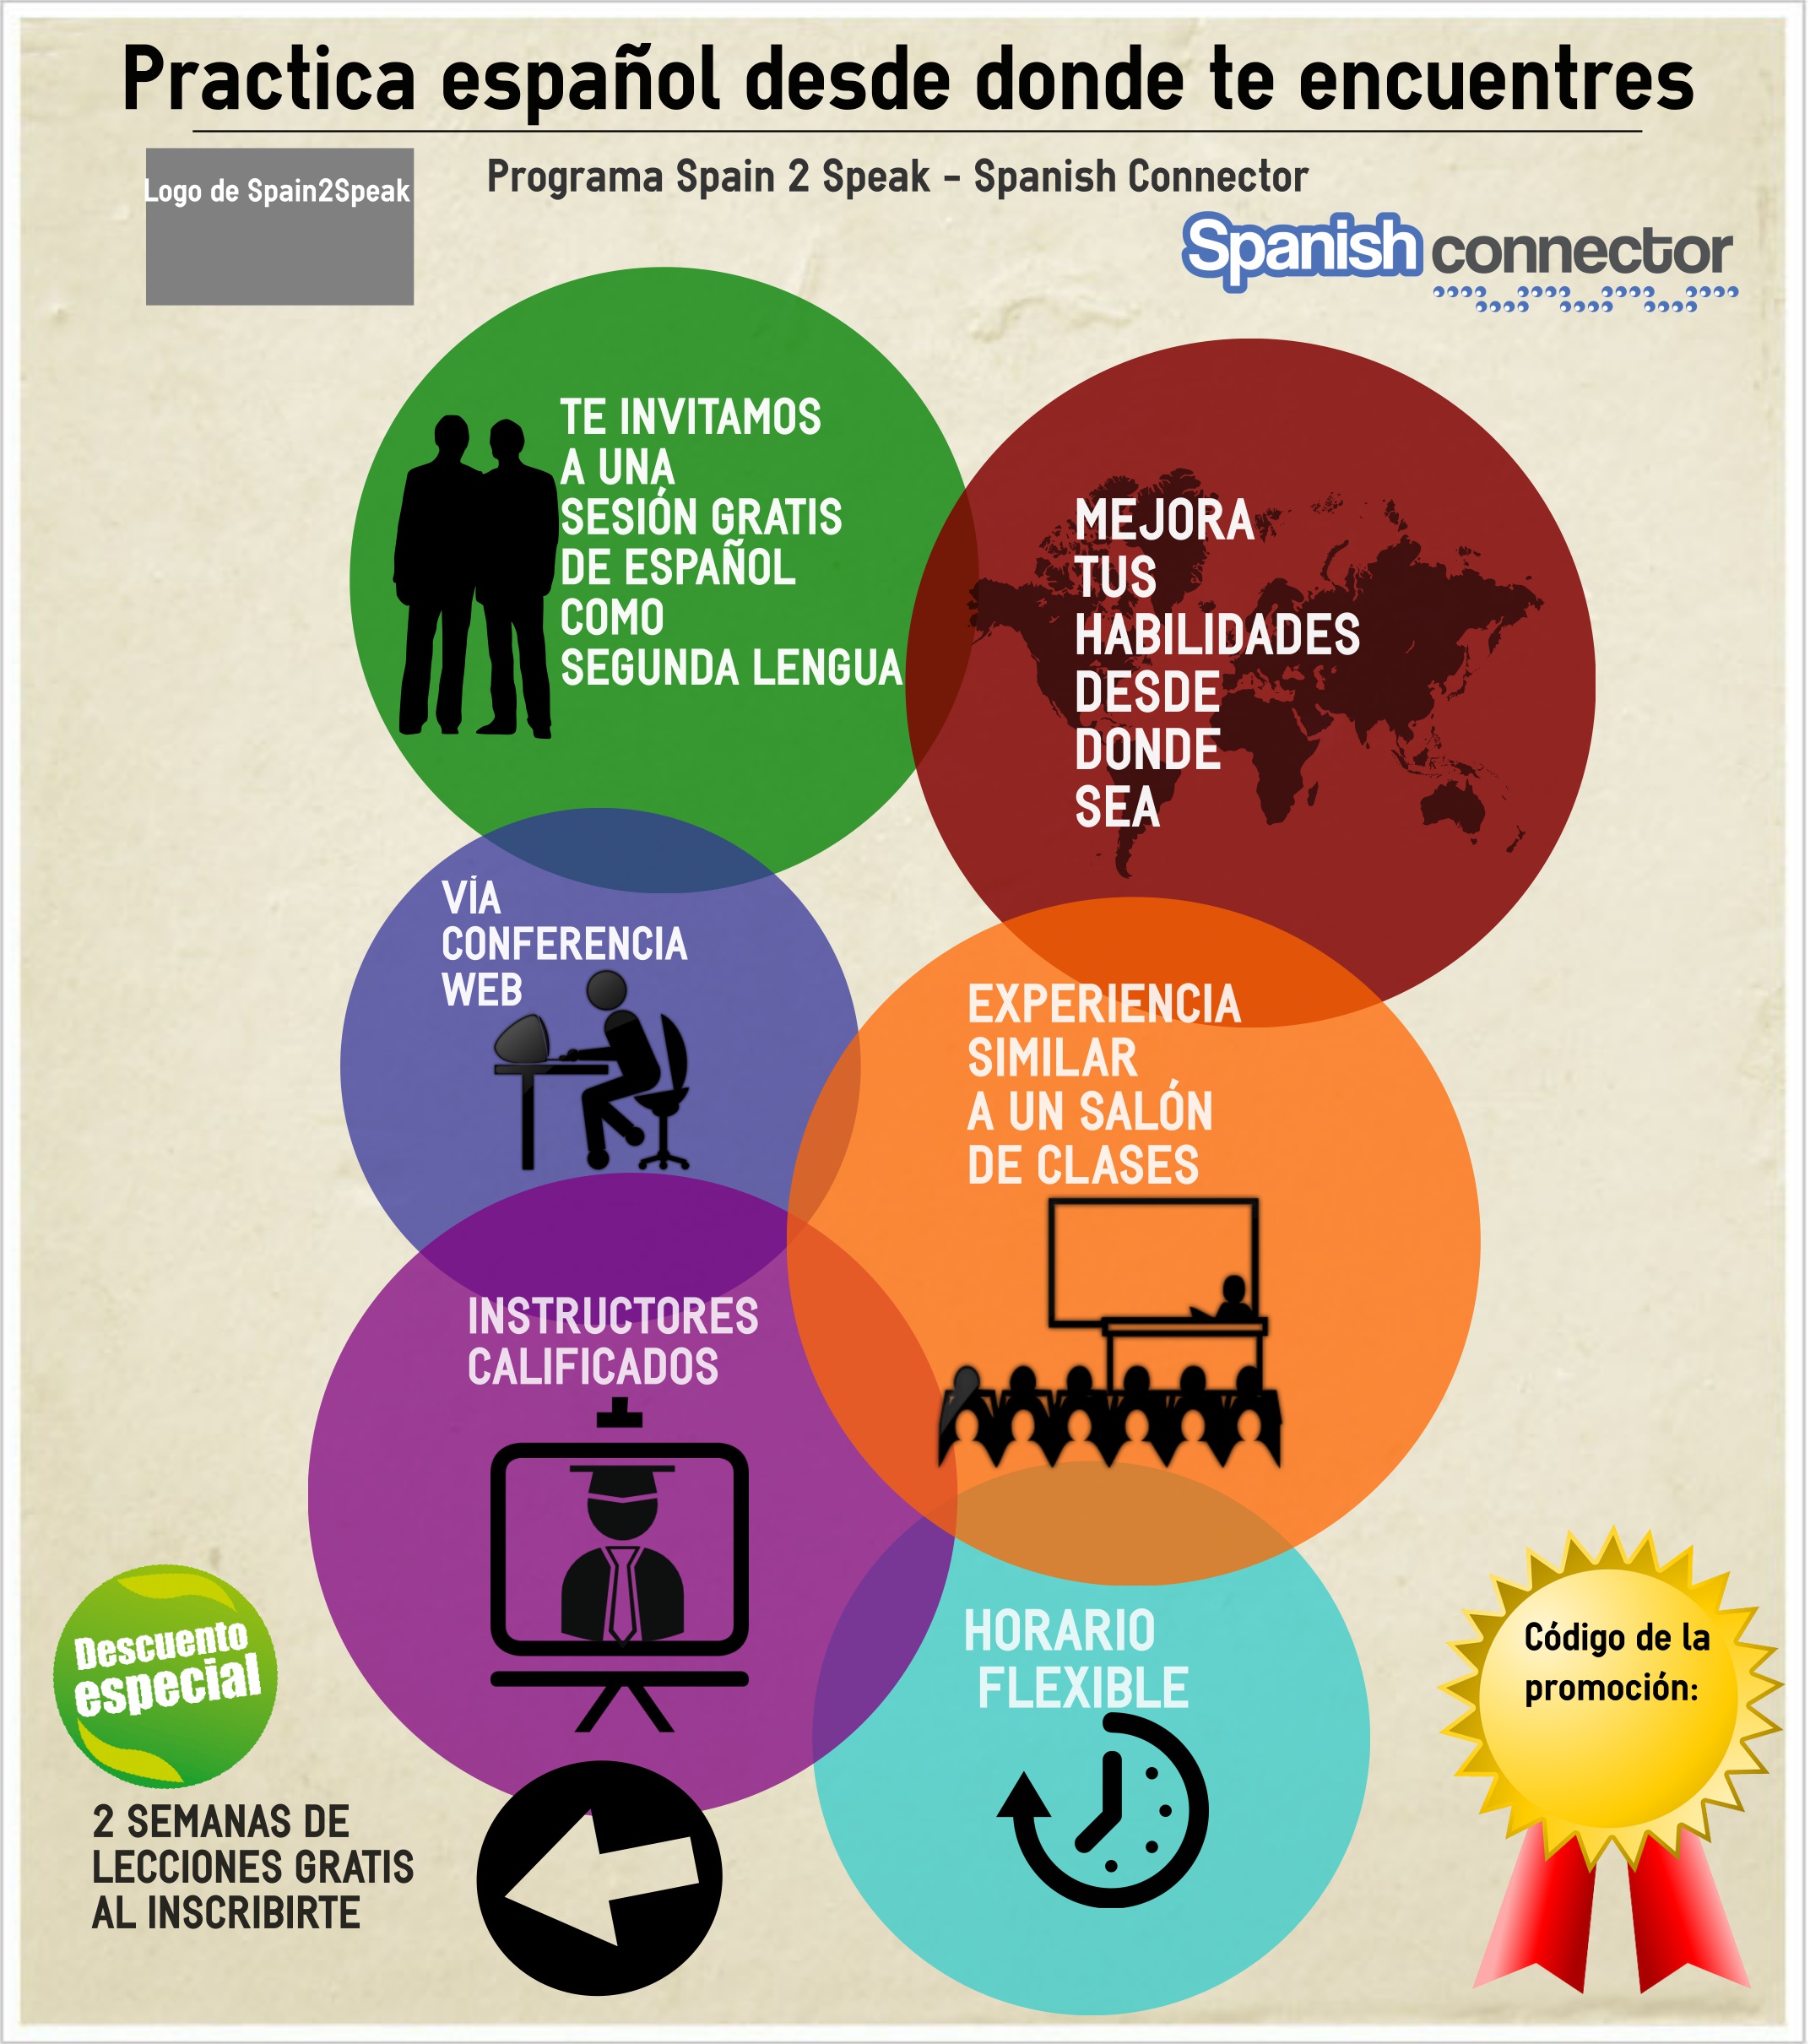 Practica español desde donde te encuentres
Logo de Spain2Speak
Programa Spain 2 Speak - Spanish Connector
Spanish connector
TE INVITAMOS
A UNA
SESIÓN GRATIS
DE ESPAÑOL
COMO
SEGUNDA LENGUA
MEJORA
TUS
HABILIDADES
DESDE
DONDE
SEA
VÍA
CONFERENCIA
WEB
EXPERIENCIA
SIMILAR
A UN SALÓN
DE CLASES
INSTRUCTORES
CALIFICADOS
HORARIO
FLEXIBLE
Descuento
especial
2 SEMANAS DE
LECCIONES GRATIS
AL INSCRIBIRTE
Código de la
promoción: